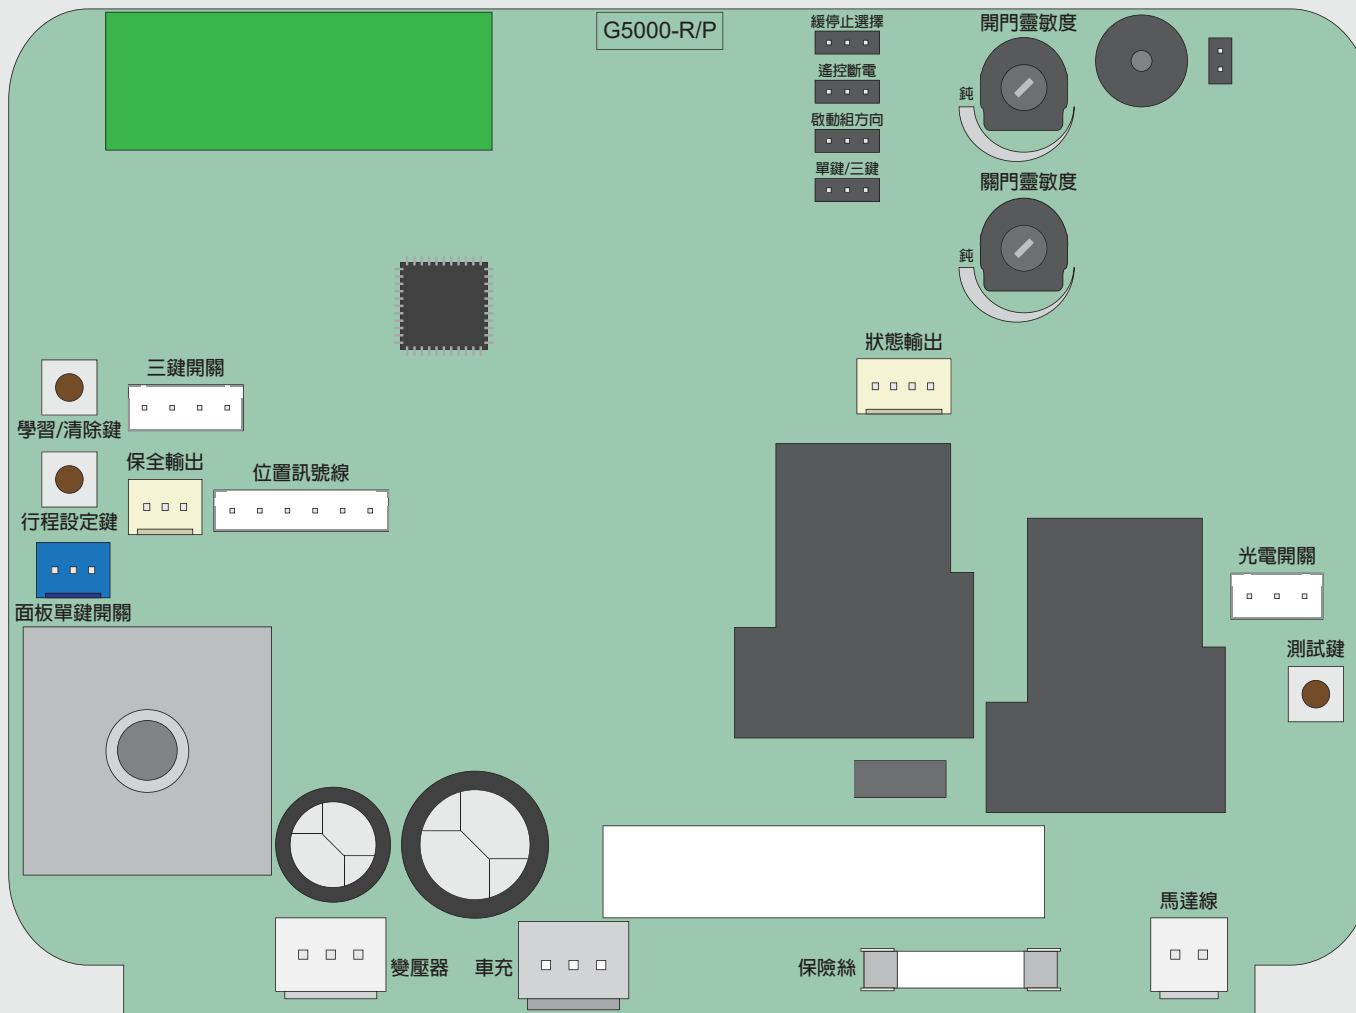 G5000-R/P
緩停止選擇
遙控斷電
啟動組方向
單鍵/三鍵
開門靈敏度
鈍
關門靈敏度
鈍
狀態輸出
三鍵開關
學習/清除鍵
保全輸出
位置訊號線
行程設定鍵
面板單鍵開關
光電開關
測試鍵
馬達線
變壓器
車充
保險絲